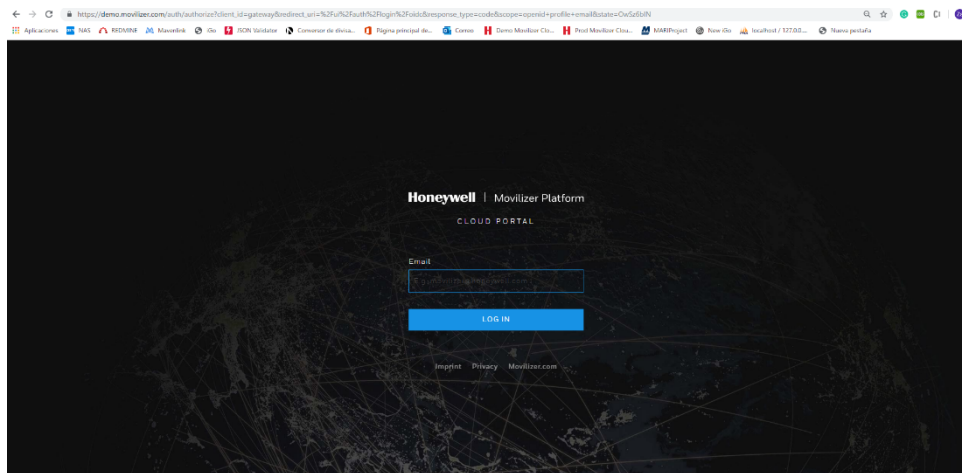 https://demo.movilizer.com/auth/authorize?client_id=gateway&redirect_uri=%2Fui%2Fauth%2Flogin%2Foidc&response_type=code&scope=openid+profile+email&state=OwSz6bIN
Aplicaciones NAS REDMINE Mavenlink iGo JSON Validator Conversor de divisa... Página principal de... Correo Demo Movilizer Clo... Prod Movilizer Clou... MARIProject New iGo localhost / 127.0.0.... Nueva pestaña
Honeywell | Movilizer Platform
CLOUD PORTAL
Email
LOG IN
Imprint Privacy Movilizer.com